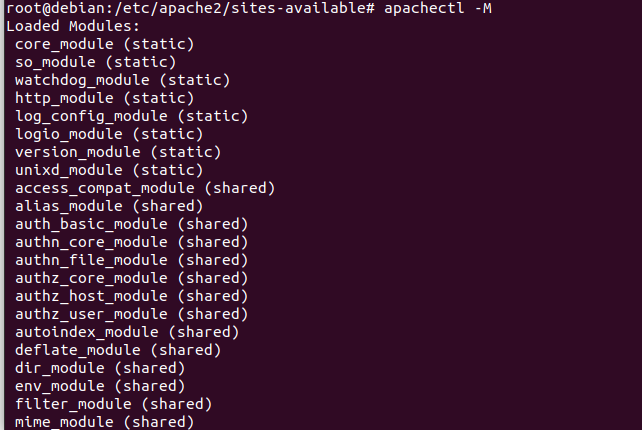 root@debian:/etc/apache2/sites-available# apachectl -M
Loaded Modules:
core_module (static)
so_module (static)
watchdog_module (static)
http_module (static)
log_config_module (static)
logio_module (static)
version_module (static)
unixd_module (static)
access_compat_module (shared)
alias_module (shared)
auth_basic_module (shared)
authn_core_module (shared)
authn_file_module (shared)
authz_core_module (shared)
authz_host_module (shared)
authz_user_module (shared)
autoindex_module (shared)
deflate_module (shared)
dir_module (shared)
env_module (shared)
filter_module (shared)
mime_module (shared)